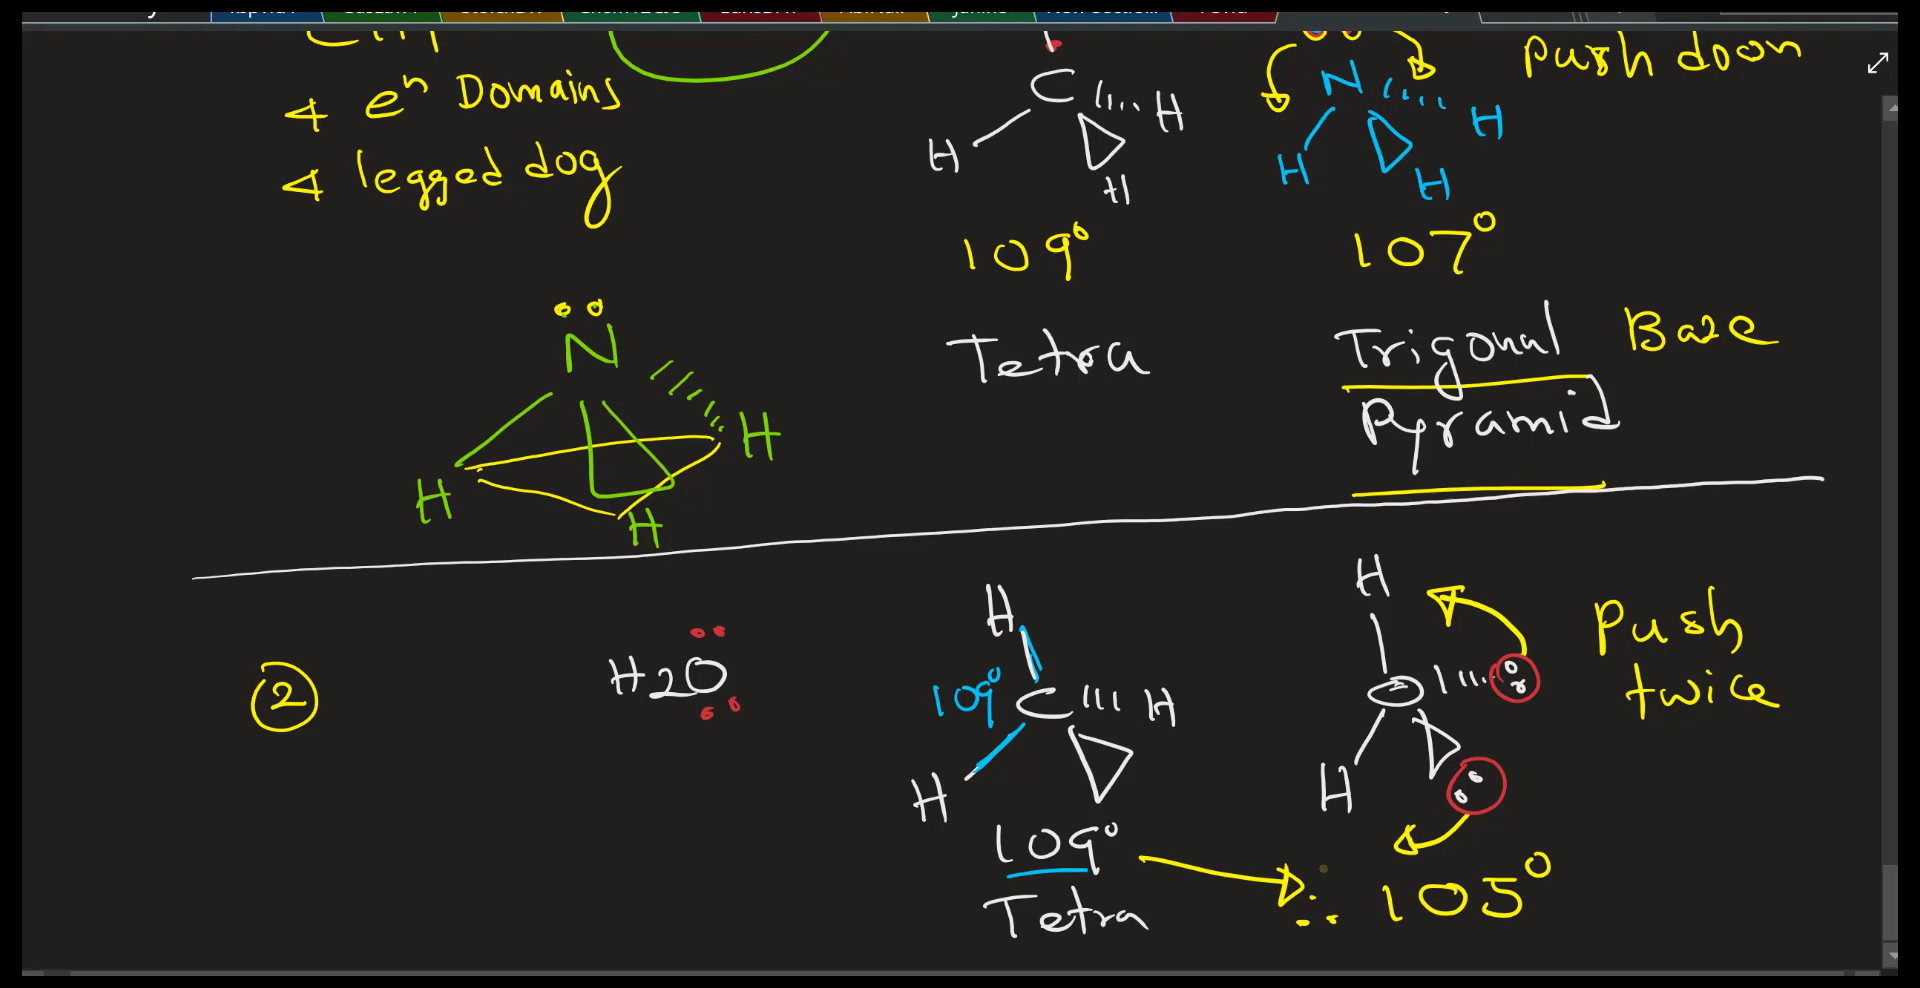 push down
4 eⁿ Domains
4 legged dog
C H H H
N H H H
109°
107°
Tetra
Trigonal Base
Pyramid
N H H H
② H2O
H
109° C H
H
109°
Tetra
H
O
H
push
twice
∴ 105°